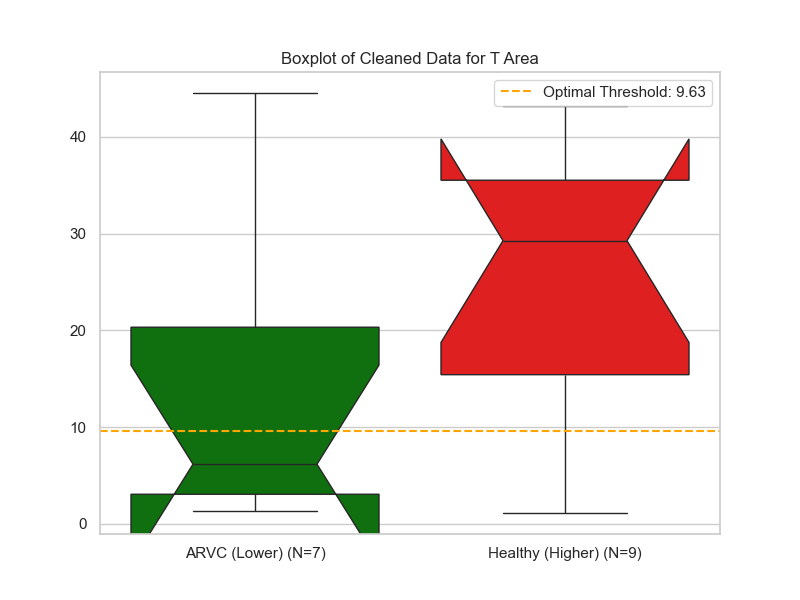 Boxplot of Cleaned Data for T Area
Optimal Threshold: 9.63
40
30
20
10
0
ARVC (Lower) (N=7)
Healthy (Higher) (N=9)